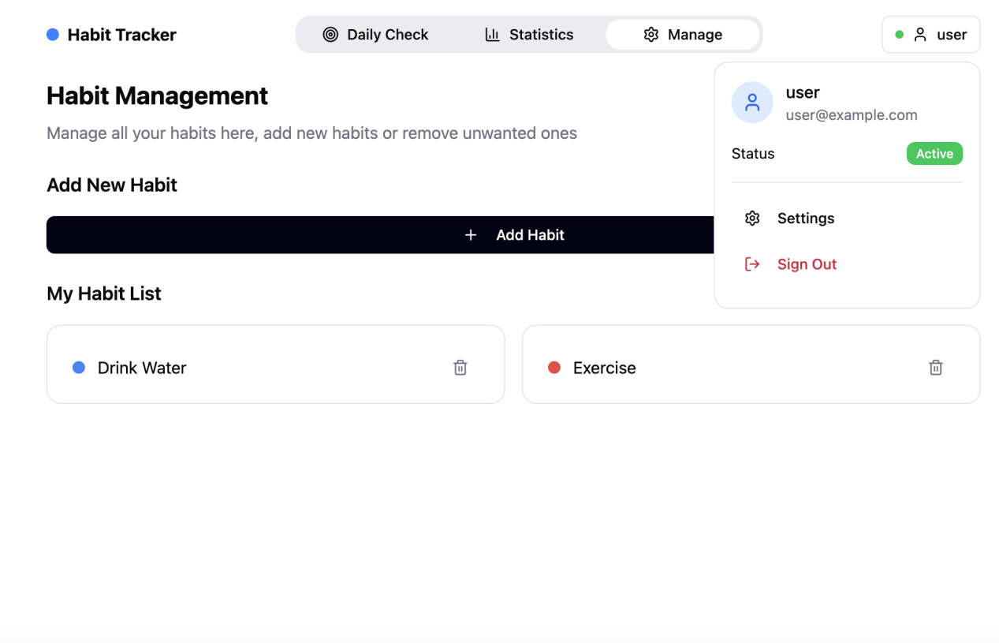 Habit Tracker
Daily Check
Statistics
Manage
user
Habit Management
Manage all your habits here, add new habits or remove unwanted ones
user
user@example.com
Status
Active
Settings
Sign Out
Add New Habit
Add Habit
My Habit List
Drink Water
Exercise